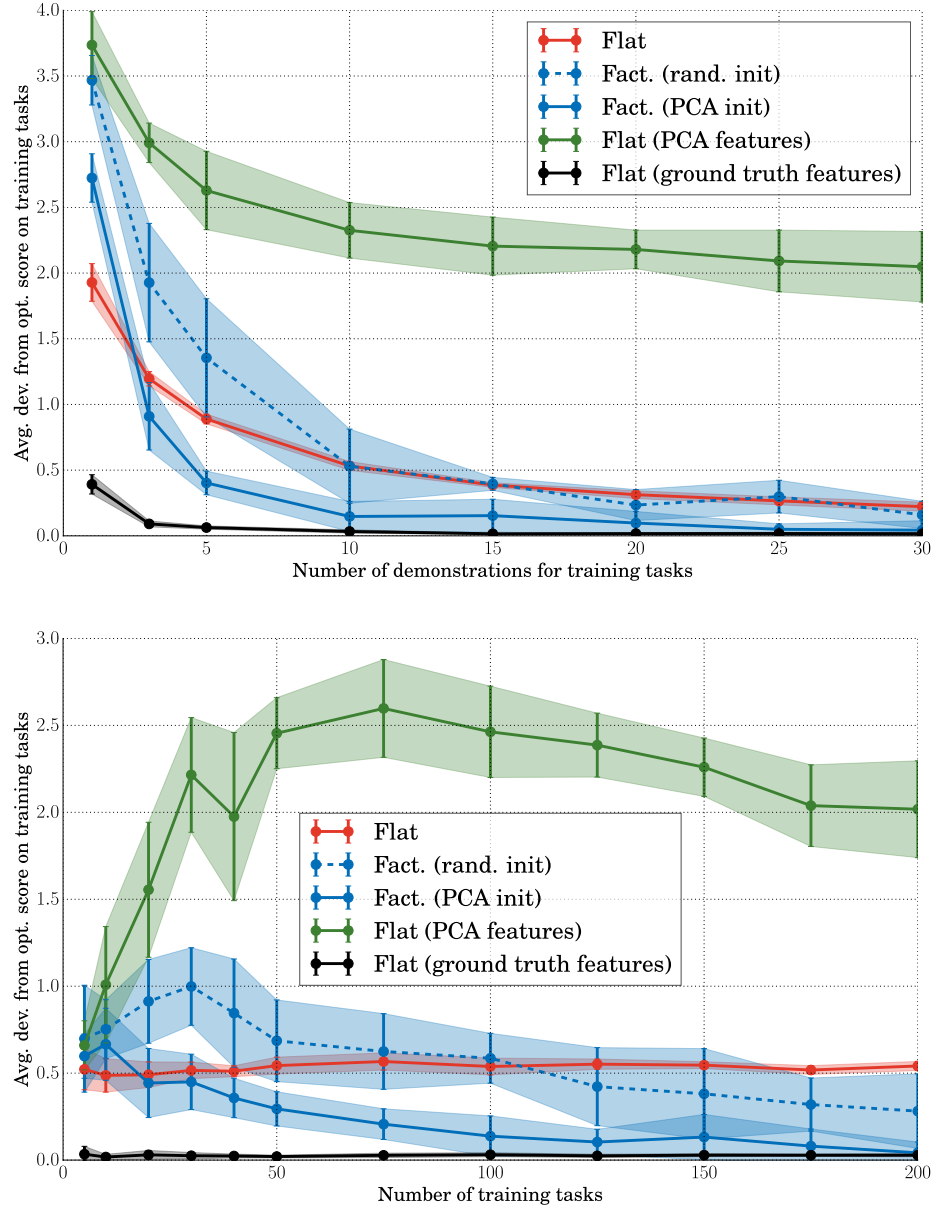 4.0
3.5
3.0
2.5
2.0
1.5
1.0
0.5
0.0
Avg. dev. from opt. score on training tasks
Flat
Fact. (rand. init)
Fact. (PCA init)
Flat (PCA features)
Flat (ground truth features)
0 5 10 15 20 25 30
Number of demonstrations for training tasks
3.0
2.5
2.0
1.5
1.0
0.5
0.0
Avg. dev. from opt. score on training tasks
Flat
Fact. (rand. init)
Fact. (PCA init)
Flat (PCA features)
Flat (ground truth features)
0 50 100 150 200
Number of training tasks